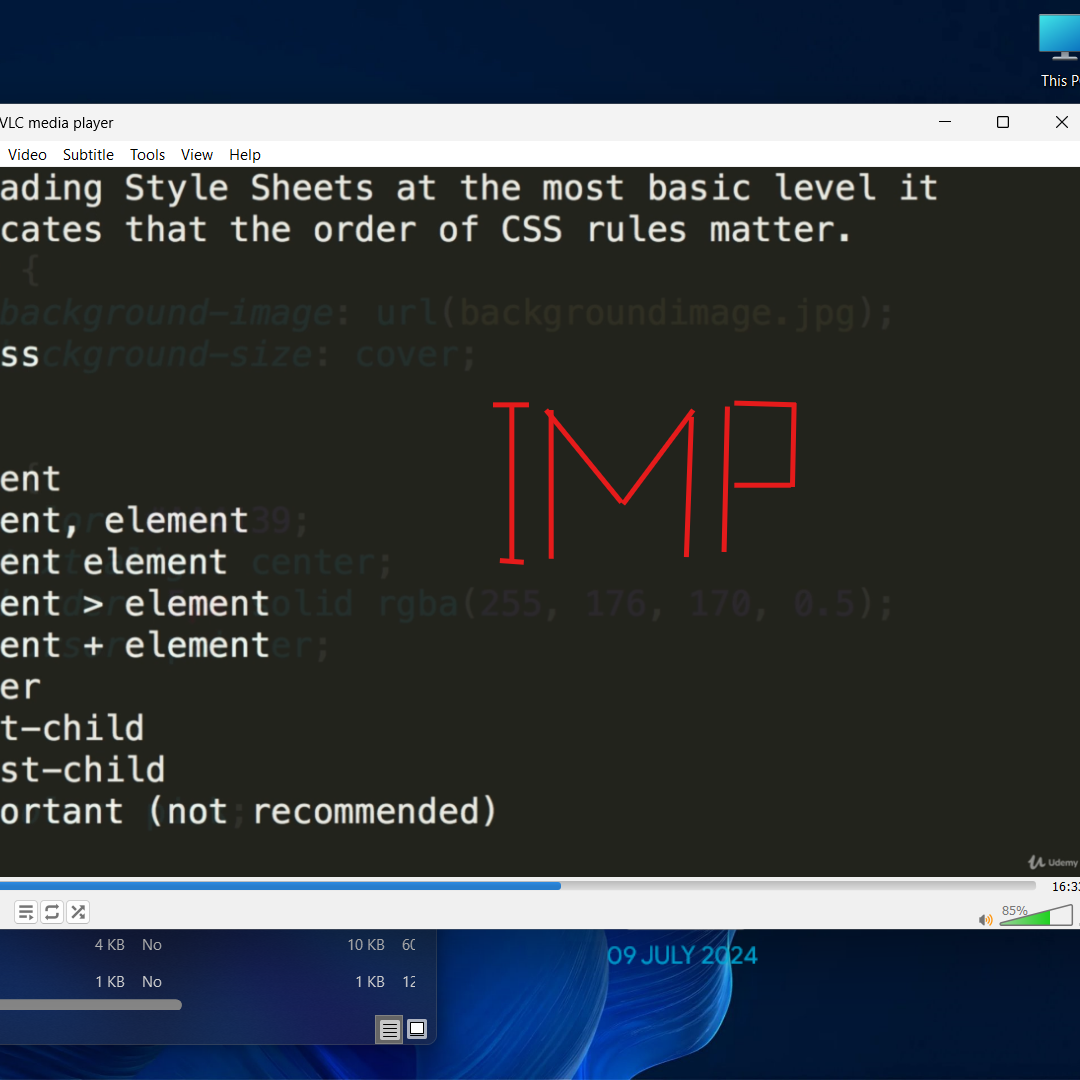 This P
VLC media player
Video Subtitle Tools View Help
ading Style Sheets at the most basic level it
cates that the order of CSS rules matter.
{
background-image: url(backgroundimage.jpg);
ss
ckground-size: cover;
IMP
ent
ent, element
39;
ent element
center;
ent > element
olid rgba(255, 176, 170, 0.5);
ent + element
er;
er
t-child
st-child
ortant (not recommended)
Udemy
16:33
85%
4 KB No 10 KB 60
1 KB No 1 KB 12
09 JULY 2024